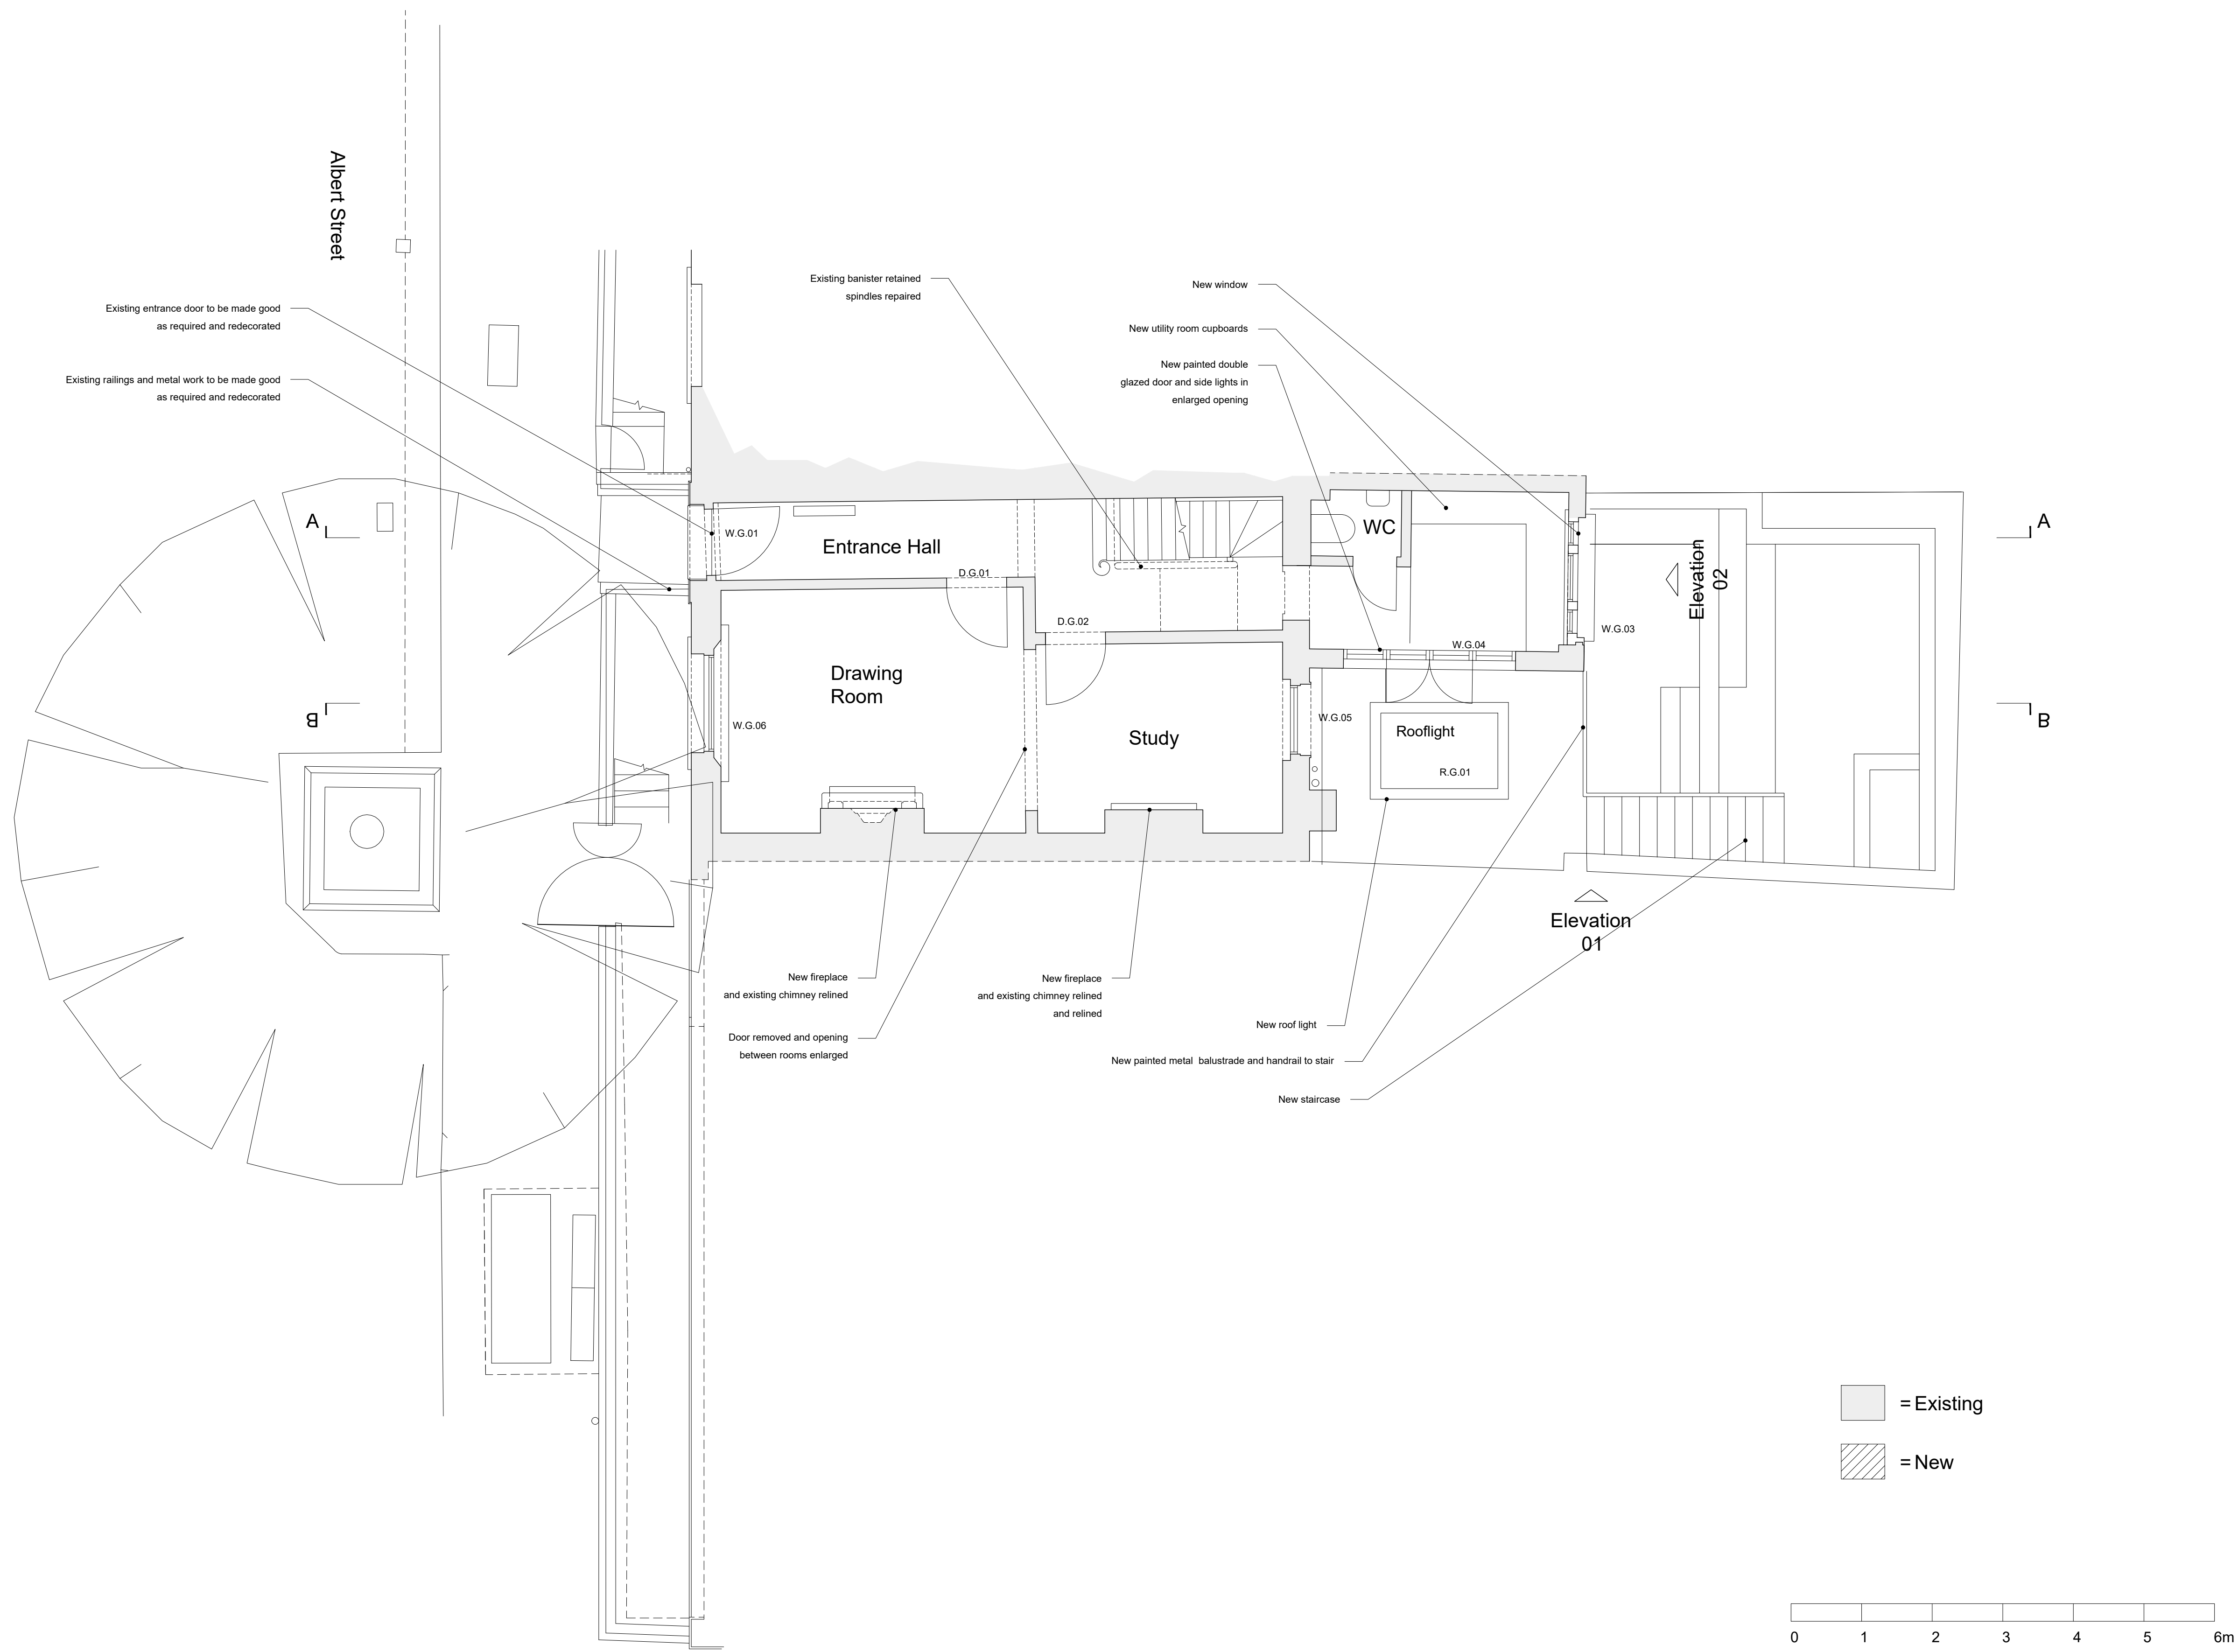 Albert Street
Existing banister retained
spindles repaired
New window
Existing entrance door to be made good
as required and redecorated
New utility room cupboards
New painted double
glazed door and side lights in
enlarged opening
Existing railings and metal work to be made good
as required and redecorated
A
A
W.G.01
Entrance Hall
WC
D.G.01
D.G.02
W.G.03
Elevation
02
W.G.04
Drawing
Room
B
B
W.G.06
W.G.05
Study
Rooflight
R.G.01
Elevation
01
New fireplace
and existing chimney relined
New fireplace
and existing chimney relined
and relined
Door removed and opening
between rooms enlarged
New roof light
New painted metal balustrade and handrail to stair
New staircase
= Existing
= New
0 1 2 3 4 5 6m